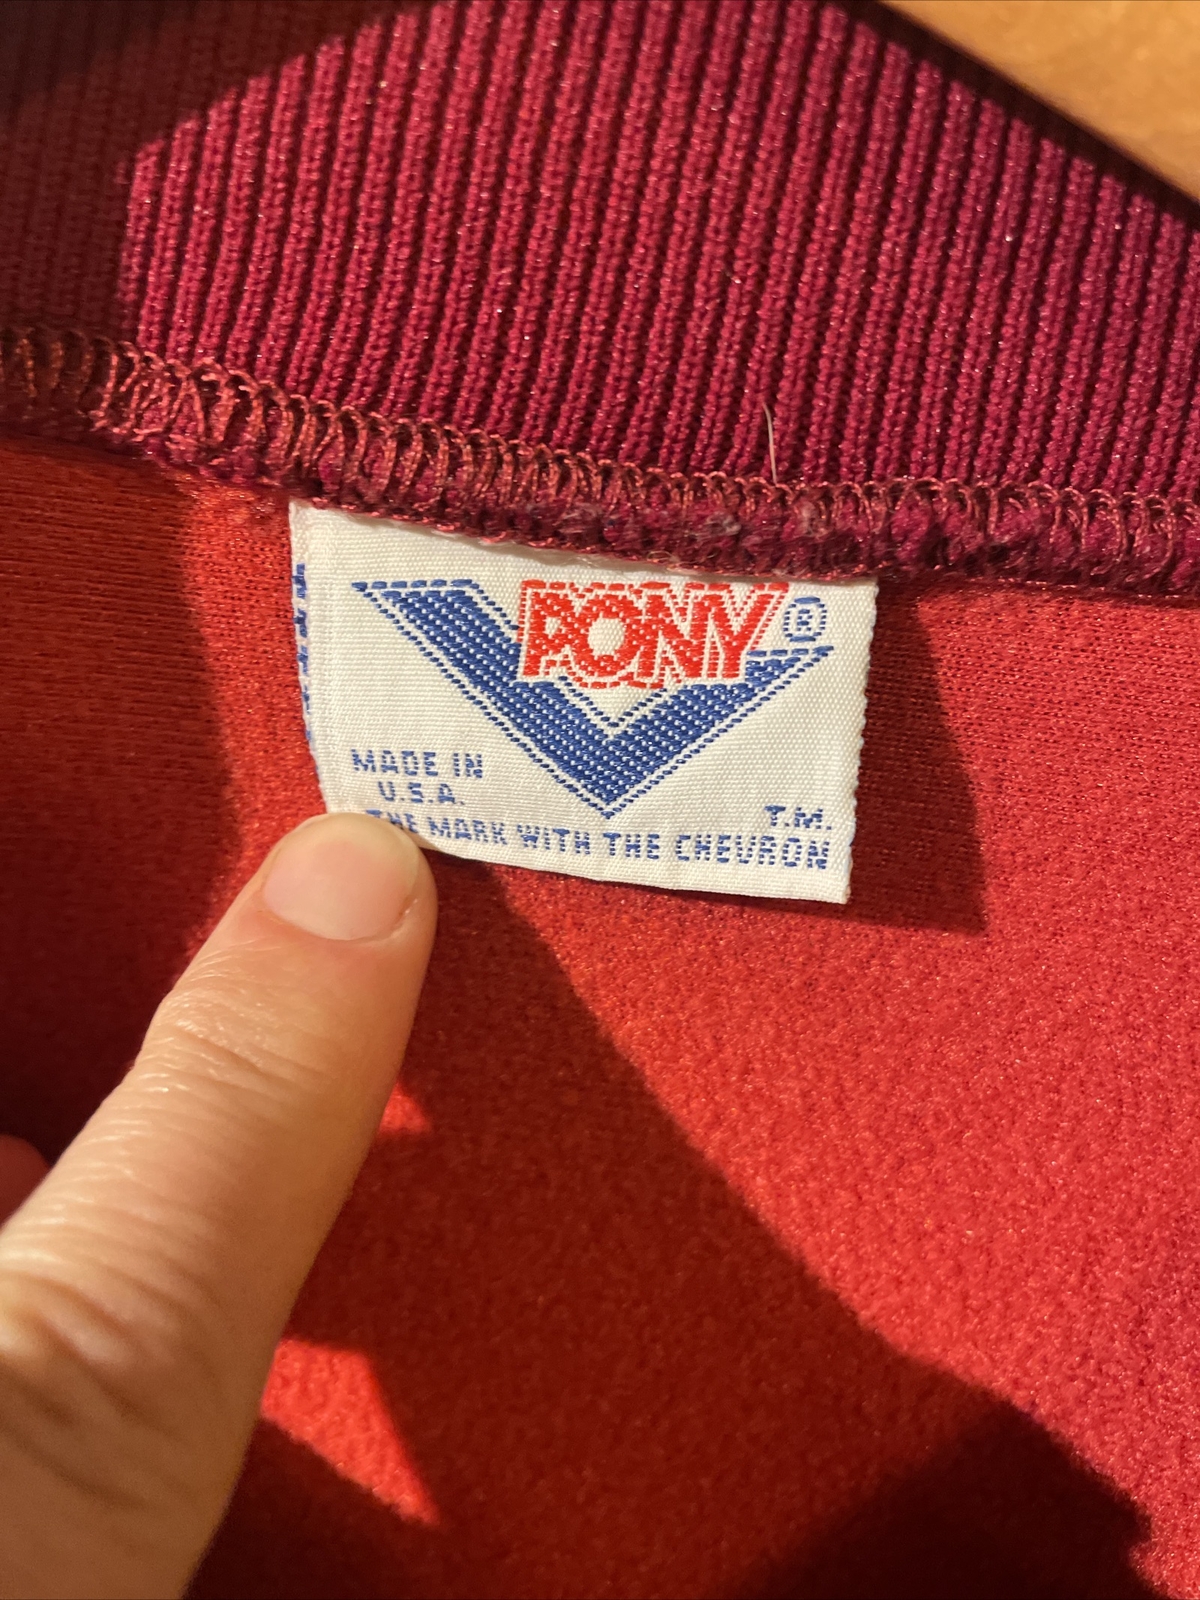 PONY ®
MADE IN
U.S.A.
T.M.
THE MARK WITH THE CHEVRON